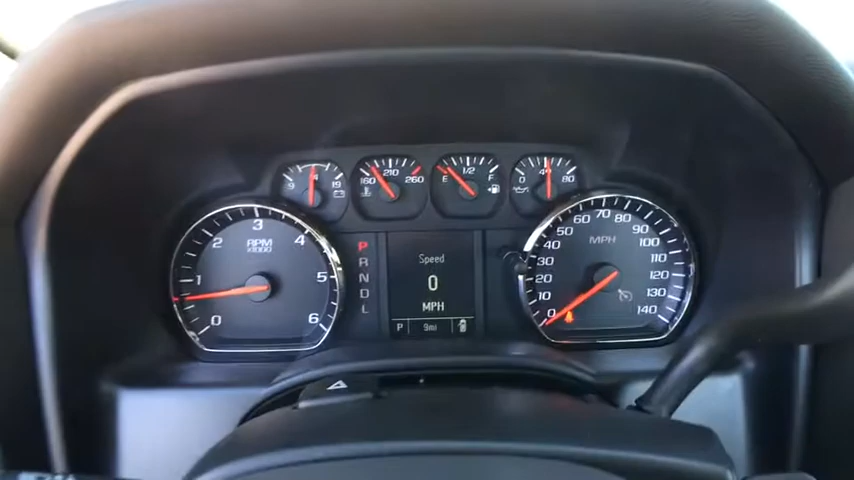 9 14 19
160 210 260
E 1/2 F
0 40 80
RPM
x1000
0 1 2 3 4 5 6
P
R
N
D
L
Speed
0
MPH
P 9mi
MPH
0 10 20 30 40 50 60 70 80 90 100 110 120 130 140